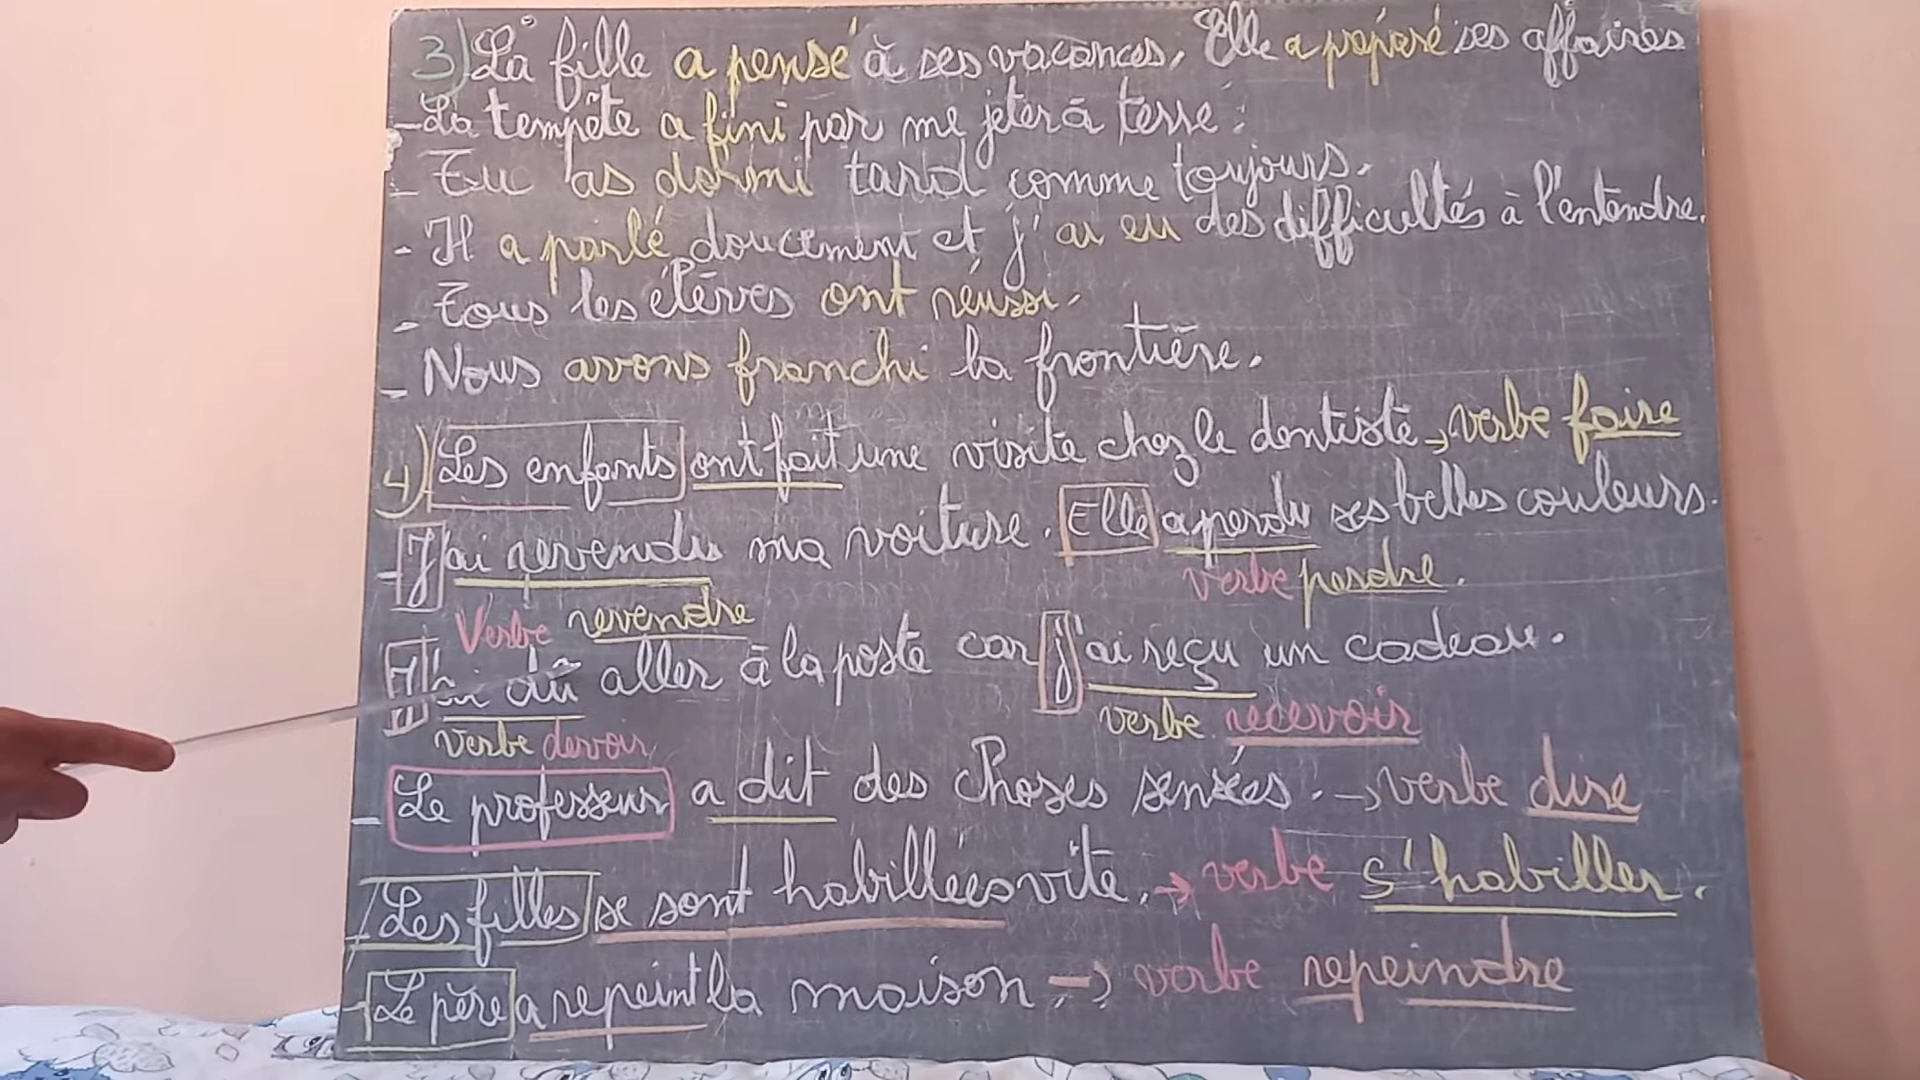 3) La fille a pensé à ses vacances. Elle a préparé ses affaires
- La tempête a fini par me jeter à terre.
- Tu as dormi tard comme toujours.
- Il a parlé doucement et j'ai eu des difficultés à l'entendre.
- Tous les élèves ont réussi.
- Nous avons franchi la frontière.
4) Les enfants ont fait une visite chez le dentiste → verbe faire
- J'ai revendu ma voiture. Elle a perdu ses belles couleurs.
Verbe revendre verbe perdre.
J'ai dû aller à la poste car j'ai reçu un cadeau.
verbe devoir verbe recevoir
- Le professeur a dit des choses sensées. → verbe dire
- Les filles se sont habillées vite. → verbe s'habiller.
- Le père a repeint la maison. → verbe repeindre